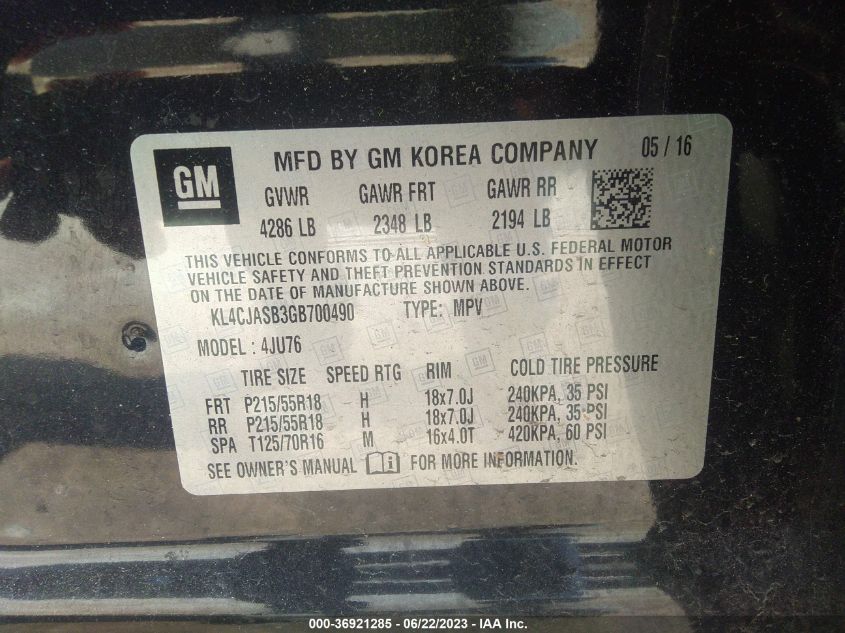 GM
MFD BY GM KOREA COMPANY 05 / 16
GVWR GAWR FRT GAWR RR
4286 LB 2348 LB 2194 LB
THIS VEHICLE CONFORMS TO ALL APPLICABLE U.S. FEDERAL MOTOR
VEHICLE SAFETY AND THEFT PREVENTION STANDARDS IN EFFECT
ON THE DATE OF MANUFACTURE SHOWN ABOVE.
KL4CJASB3GB700490 TYPE: MPV
MODEL : 4JU76
TIRE SIZE SPEED RTG RIM COLD TIRE PRESSURE
FRT P215/55R18 H 18x7.0J 240KPA, 35 PSI
RR P215/55R18 H 18x7.0J 240KPA, 35 PSI
SPA T125/70R16 M 16x4.0T 420KPA, 60 PSI
SEE OWNER'S MANUAL FOR MORE INFORMATION.
000-36921285 - 06/22/2023 - IAA Inc.